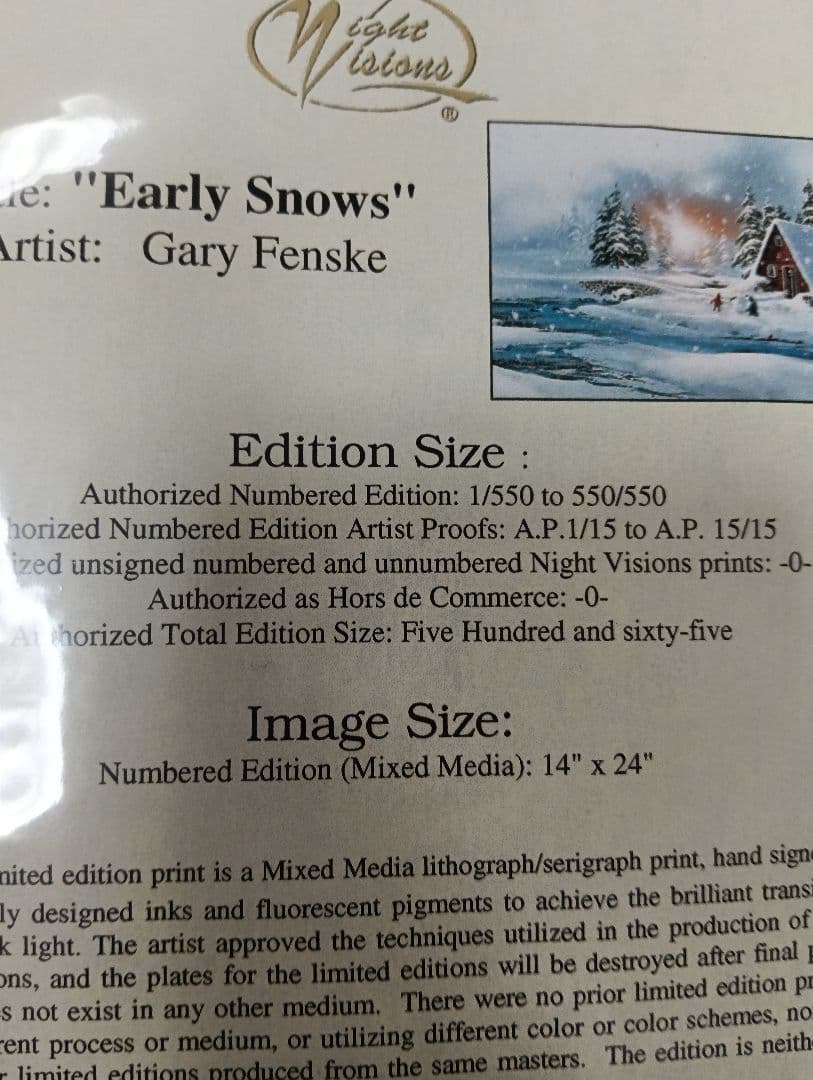 Night
Visions
®
le: "Early Snows"
Artist: Gary Fenske
Edition Size :
Authorized Numbered Edition: 1/550 to 550/550
horized Numbered Edition Artist Proofs: A.P.1/15 to A.P. 15/15
ized unsigned numbered and unnumbered Night Visions prints: -0-
Authorized as Hors de Commerce: -0-
Authorized Total Edition Size: Five Hundred and sixty-five
Image Size:
Numbered Edition (Mixed Media): 14" x 24"
mited edition print is a Mixed Media lithograph/serigraph print, hand signe
ly designed inks and fluorescent pigments to achieve the brilliant transi
k light. The artist approved the techniques utilized in the production of
ons, and the plates for the limited editions will be destroyed after final p
s not exist in any other medium. There were no prior limited edition pr
rent process or medium, or utilizing different color or color schemes, no
r limited editions produced from the same masters. The edition is neith